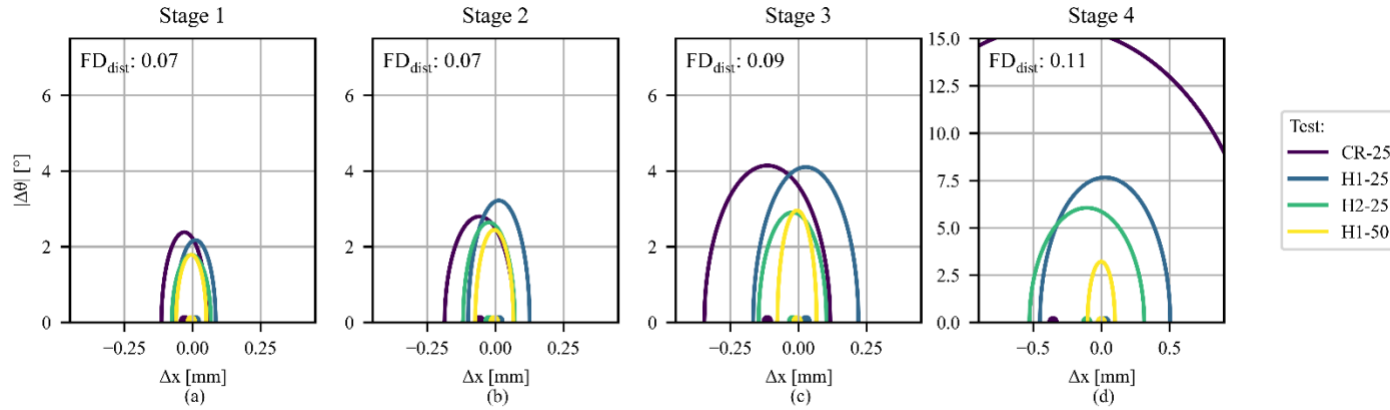 Stage 1
Stage 2
Stage 3
Stage 4
FD_dist: 0.07
FD_dist: 0.07
FD_dist: 0.09
FD_dist: 0.11
|Δθ| [°]
6
4
2
0
6
4
2
0
6
4
2
0
15.0
12.5
10.0
7.5
5.0
2.5
0.0
−0.25 0.00 0.25
−0.25 0.00 0.25
−0.25 0.00 0.25
−0.5 0.0 0.5
Δx [mm]
Δx [mm]
Δx [mm]
Δx [mm]
(a)
(b)
(c)
(d)
Test:
CR-25
H1-25
H2-25
H1-50